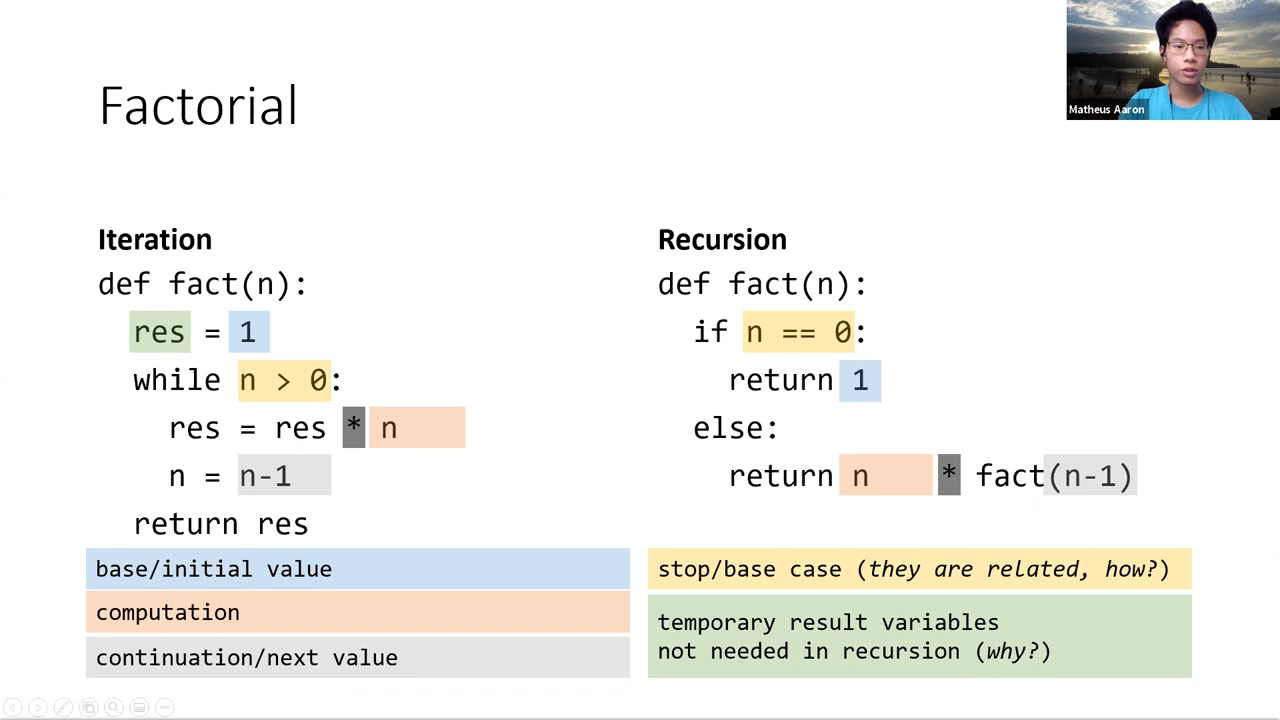 Matheus Aaron
Factorial
Iteration
def fact(n):
  res = 1
  while n > 0:
    res = res * n
    n = n-1
  return res
Recursion
def fact(n):
  if n == 0:
    return 1
  else:
    return n * fact(n-1)
base/initial value
computation
continuation/next value
stop/base case (they are related, how?)
temporary result variables
not needed in recursion (why?)